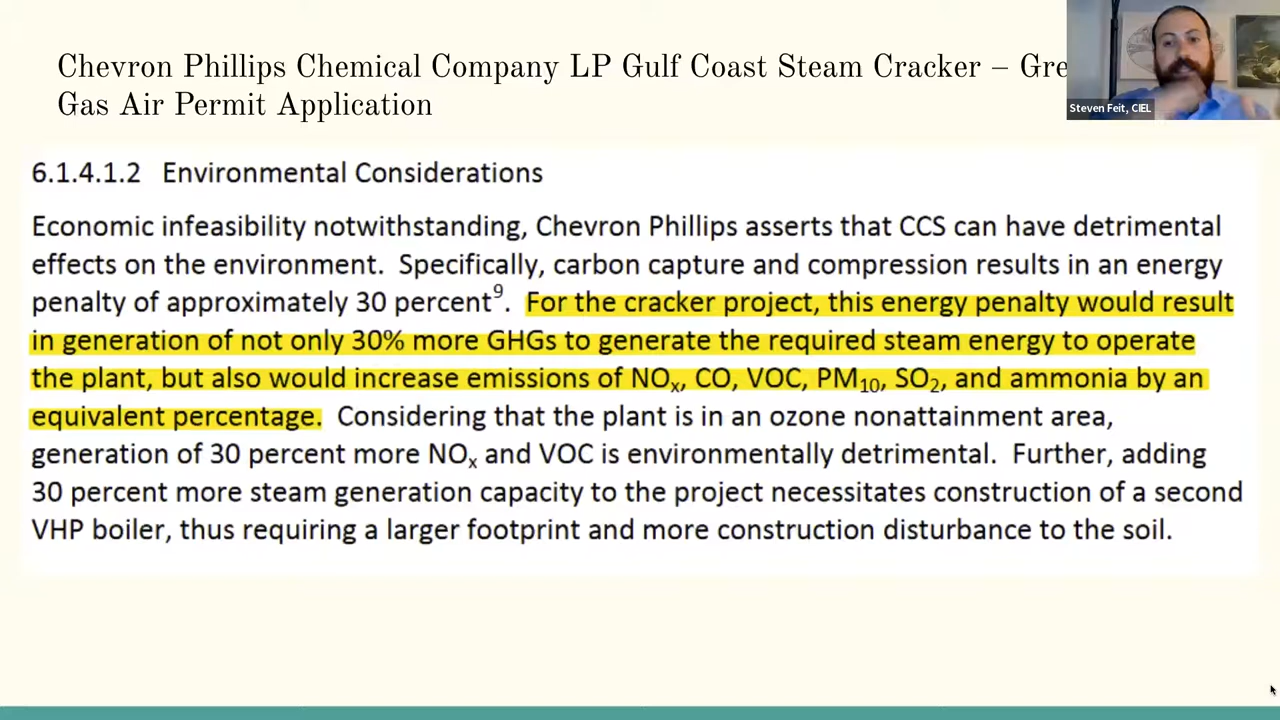 Chevron Phillips Chemical Company LP Gulf Coast Steam Cracker – Gre
Gas Air Permit Application
Steven Feit, CIEL
6.1.4.1.2 Environmental Considerations
Economic infeasibility notwithstanding, Chevron Phillips asserts that CCS can have detrimental
effects on the environment. Specifically, carbon capture and compression results in an energy
penalty of approximately 30 percent⁹. For the cracker project, this energy penalty would result
in generation of not only 30% more GHGs to generate the required steam energy to operate
the plant, but also would increase emissions of NOₓ, CO, VOC, PM₁₀, SO₂, and ammonia by an
equivalent percentage. Considering that the plant is in an ozone nonattainment area,
generation of 30 percent more NOₓ and VOC is environmentally detrimental. Further, adding
30 percent more steam generation capacity to the project necessitates construction of a second
VHP boiler, thus requiring a larger footprint and more construction disturbance to the soil.